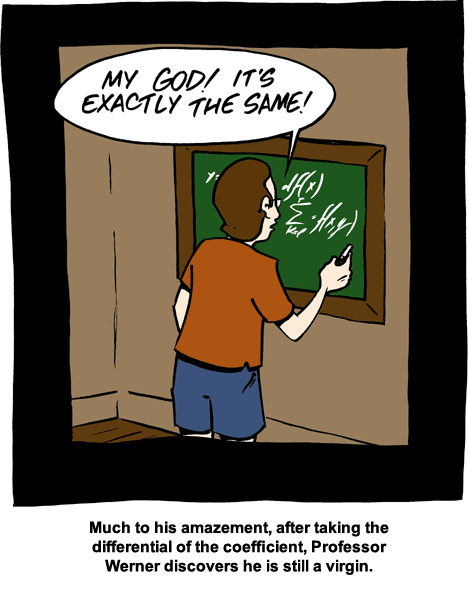 MY GOD! IT'S
EXACTLY THE SAME!
df(x)
Σ f(x,y)
Much to his amazement, after taking the
differential of the coefficient, Professor
Werner discovers he is still a virgin.